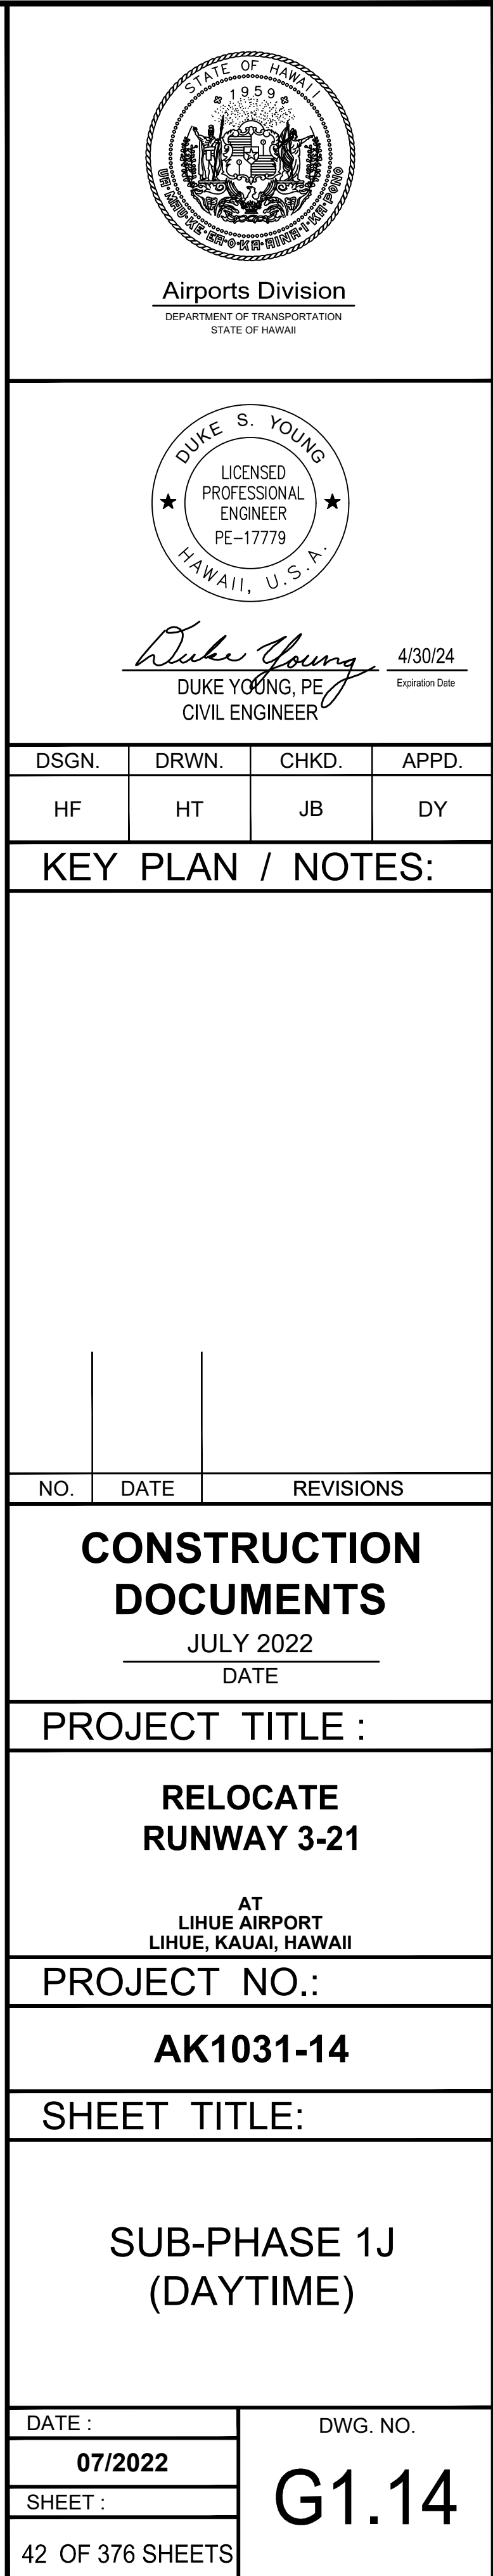 STATE OF HAWAII
1959
UA·MAU·KE·EA·O·KA·AINA·I·KA·PONO
Airports Division
DEPARTMENT OF TRANSPORTATION
STATE OF HAWAII
DUKE S. YOUNG
LICENSED
PROFESSIONAL
ENGINEER
PE-17779
HAWAII, U.S.A.
Duke Young
4/30/24
DUKE YOUNG, PE
Expiration Date
CIVIL ENGINEER
DSGN. DRWN. CHKD. APPD.
HF HT JB DY
KEY PLAN / NOTES:
NO. DATE REVISIONS
CONSTRUCTION
DOCUMENTS
JULY 2022
DATE
PROJECT TITLE :
RELOCATE
RUNWAY 3-21
AT
LIHUE AIRPORT
LIHUE, KAUAI, HAWAII
PROJECT NO.:
AK1031-14
SHEET TITLE:
SUB-PHASE 1J
(DAYTIME)
DATE :
07/2022
SHEET :
42 OF 376 SHEETS
DWG. NO.
G1.14